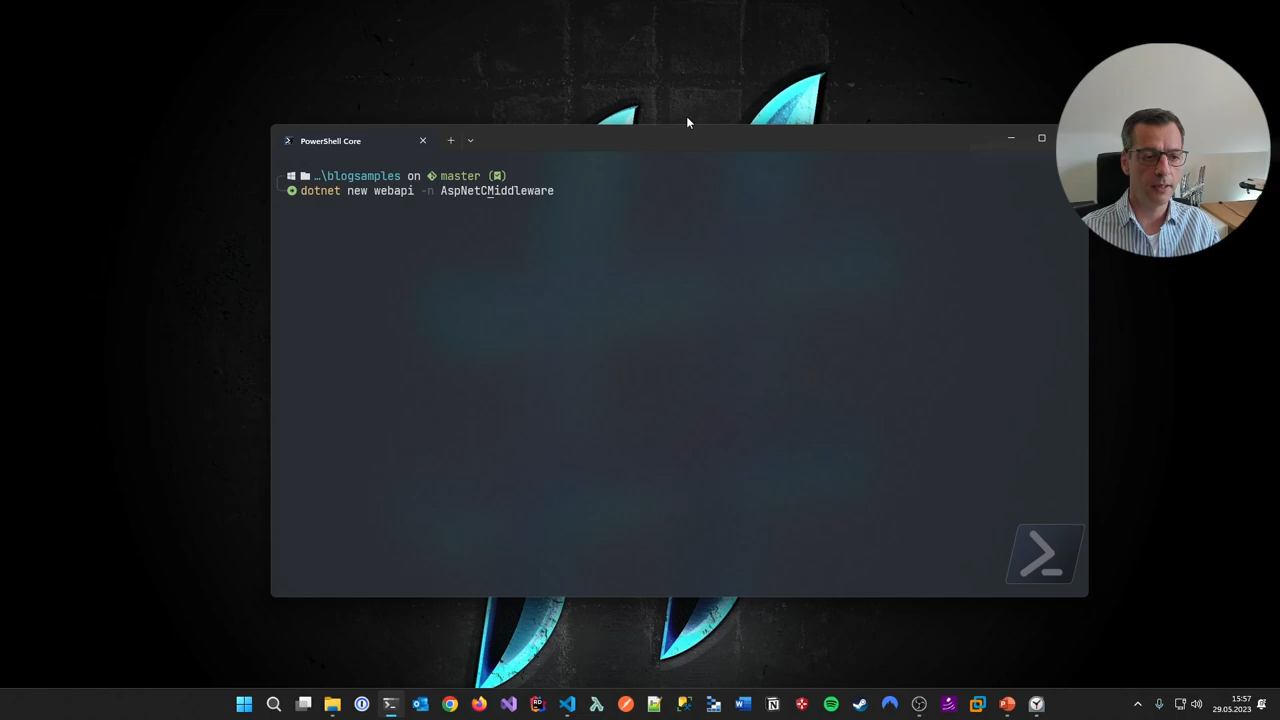 PowerShell Core
…\blogsamples on master
dotnet new webapi -n AspNetCMiddleware
15:57
29.05.2023